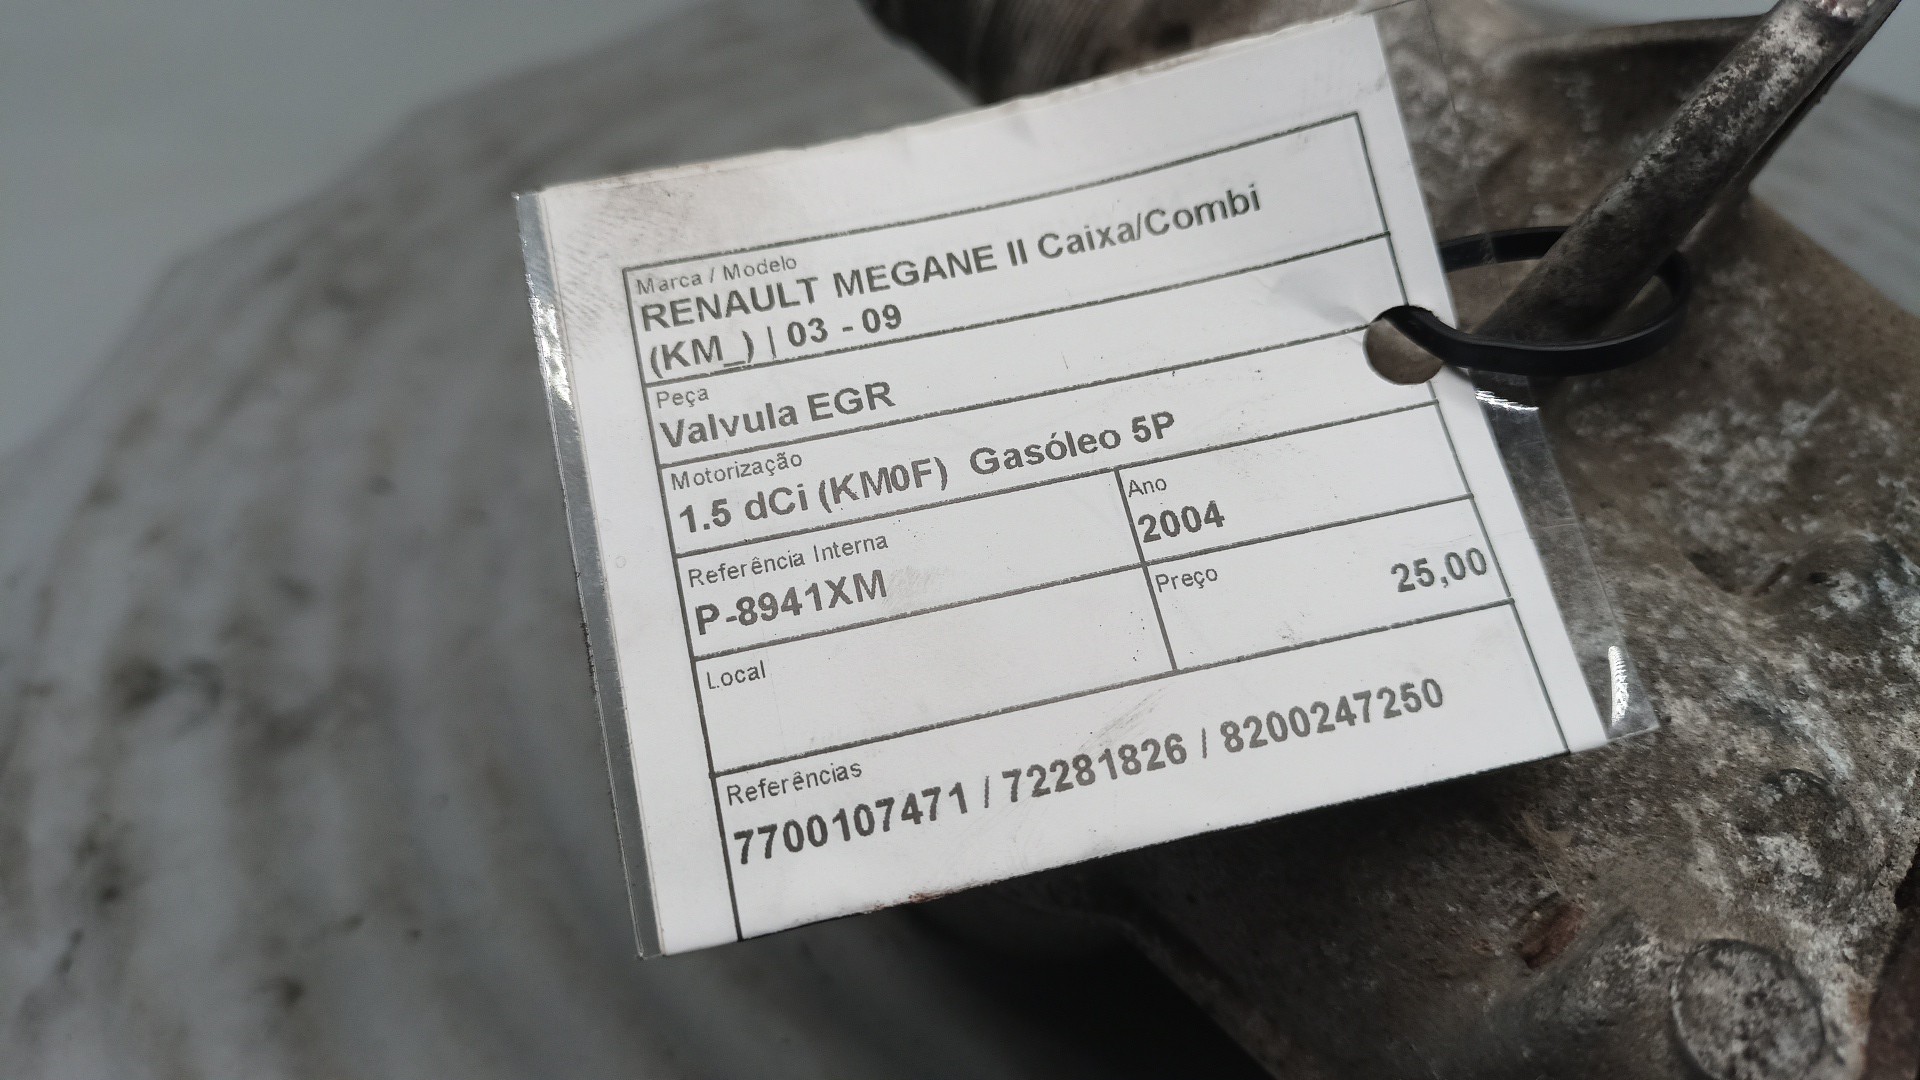 Marca / Modelo
RENAULT MEGANE II Caixa/Combi
(KM_) | 03 - 09
Peça
Valvula EGR
Motorização
1.5 dCi (KM0F) Gasóleo 5P
Referência Interna
P-8941XM
Ano
2004
Local
Preço
25,00
Referências
7700107471 / 72281826 / 8200247250